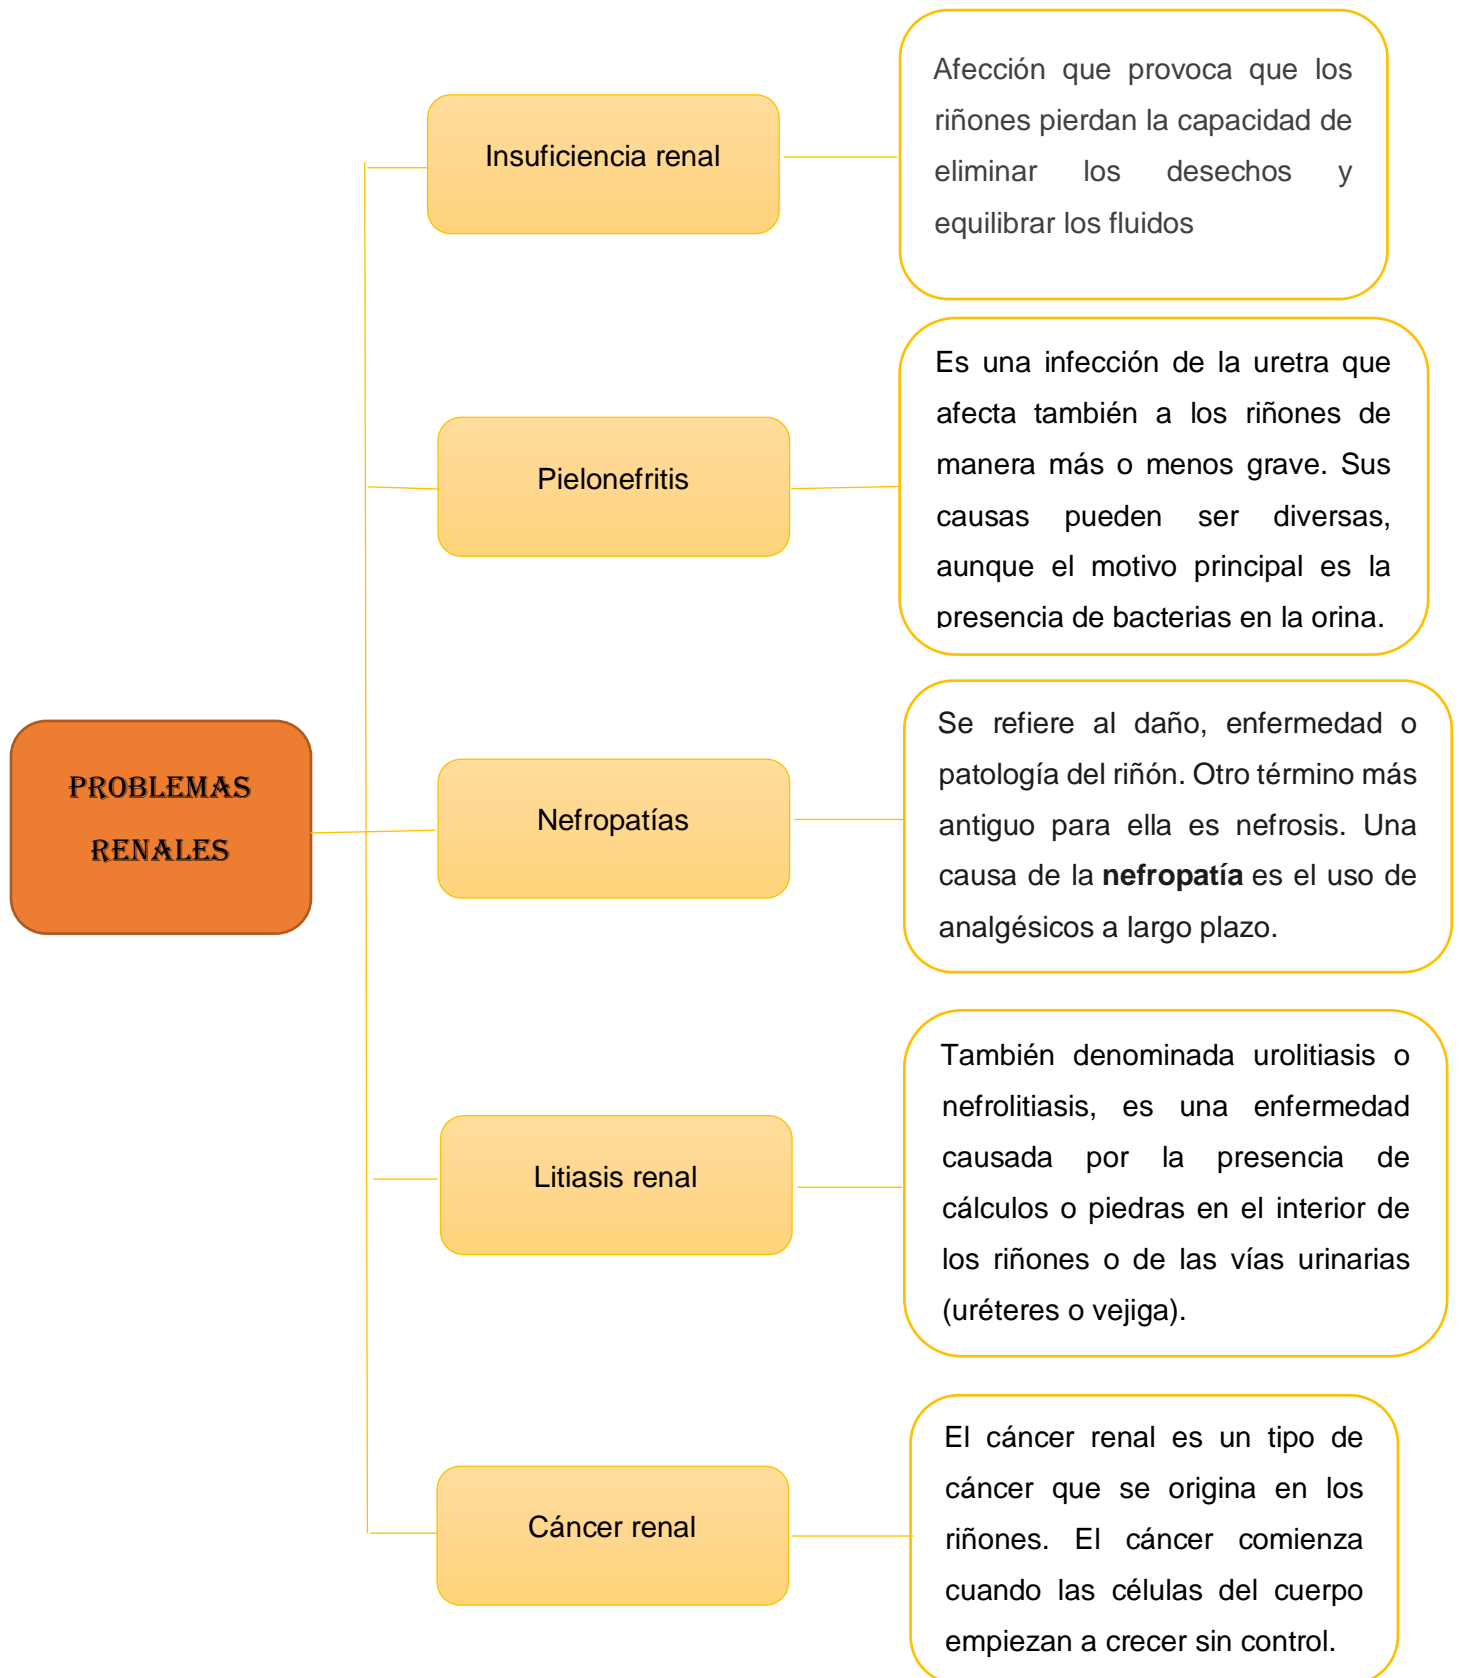 PROBLEMAS
RENALES
Insuficiencia renal
Afección que provoca que los
riñones pierdan la capacidad de
eliminar los desechos y
equilibrar los fluidos
Pielonefritis
Es una infección de la uretra que
afecta también a los riñones de
manera más o menos grave. Sus
causas pueden ser diversas,
aunque el motivo principal es la
presencia de bacterias en la orina.
Nefropatías
Se refiere al daño, enfermedad o
patología del riñón. Otro término más
antiguo para ella es nefrosis. Una
causa de la nefropatía es el uso de
analgésicos a largo plazo.
Litiasis renal
También denominada urolitiasis o
nefrolitiasis, es una enfermedad
causada por la presencia de
cálculos o piedras en el interior de
los riñones o de las vías urinarias
(uréteres o vejiga).
Cáncer renal
El cáncer renal es un tipo de
cáncer que se origina en los
riñones. El cáncer comienza
cuando las células del cuerpo
empiezan a crecer sin control.